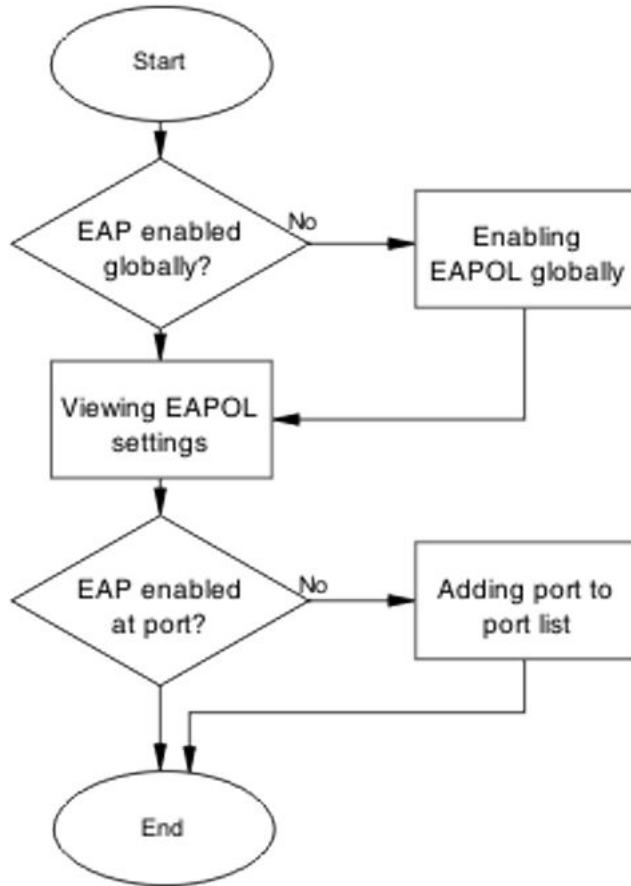 Start
EAP enabled
globally?
No
Enabling
EAPOL globally
Viewing EAPOL
settings
EAP enabled
at port?
No
Adding port to
port list
End